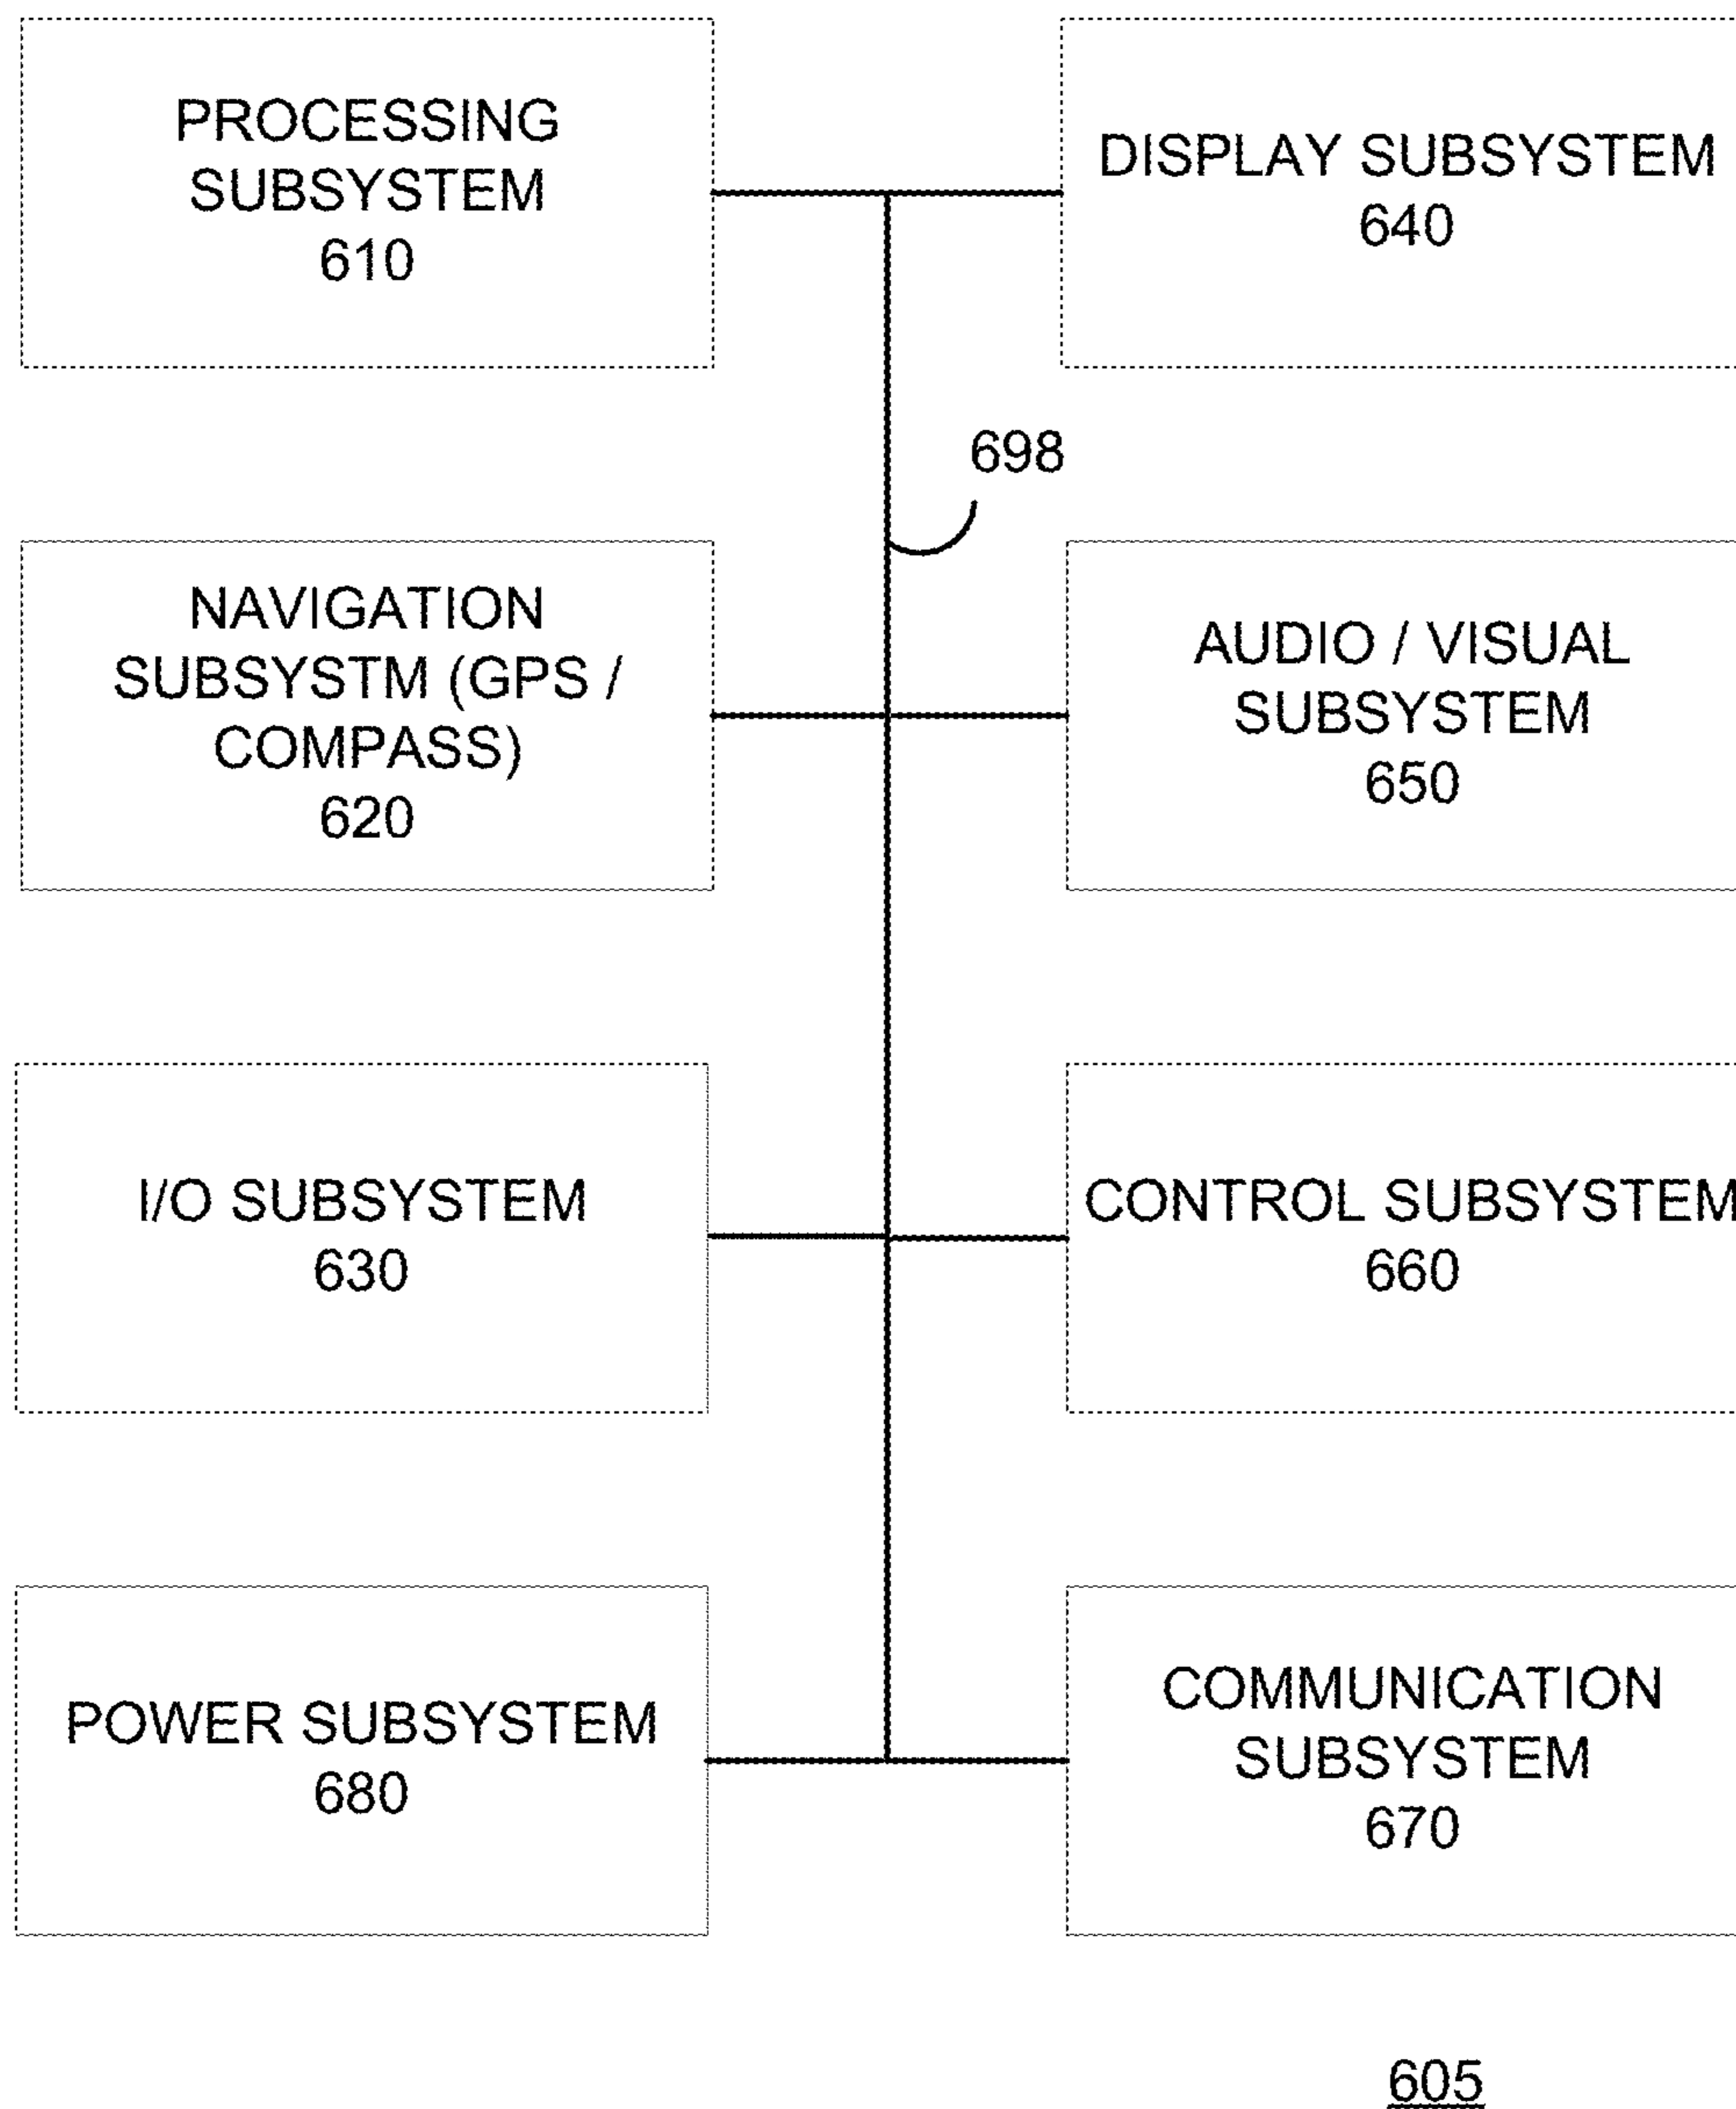 PROCESSING
SUBSYSTEM
610
DISPLAY SUBSYSTEM
640
698
NAVIGATION
SUBSYSTM (GPS /
COMPASS)
620
AUDIO / VISUAL
SUBSYSTEM
650
I/O SUBSYSTEM
630
CONTROL SUBSYSTEM
660
POWER SUBSYSTEM
680
COMMUNICATION
SUBSYSTEM
670
605